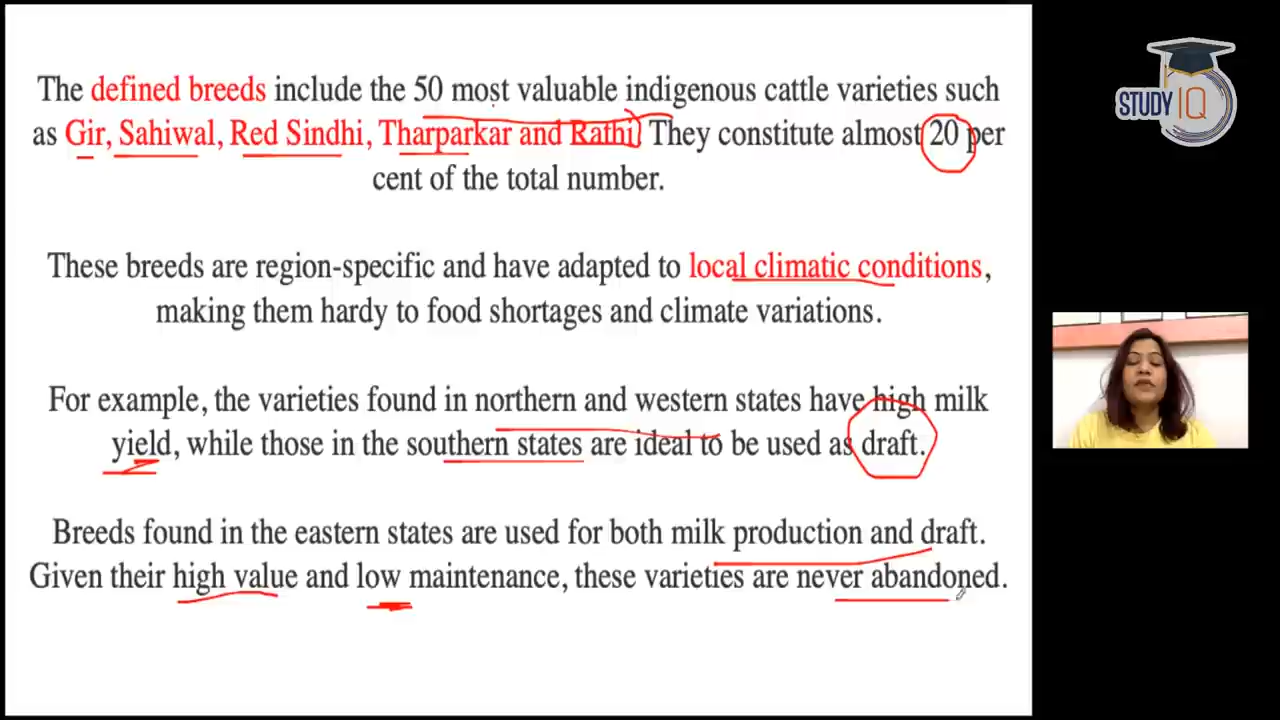 The defined breeds include the 50 most valuable indigenous cattle varieties such
as Gir, Sahiwal, Red Sindhi, Tharparkar and Rathi. They constitute almost 20 per
cent of the total number.
These breeds are region-specific and have adapted to local climatic conditions,
making them hardy to food shortages and climate variations.
For example, the varieties found in northern and western states have high milk
yield, while those in the southern states are ideal to be used as draft.
Breeds found in the eastern states are used for both milk production and draft.
Given their high value and low maintenance, these varieties are never abandoned.
STUDY IQ